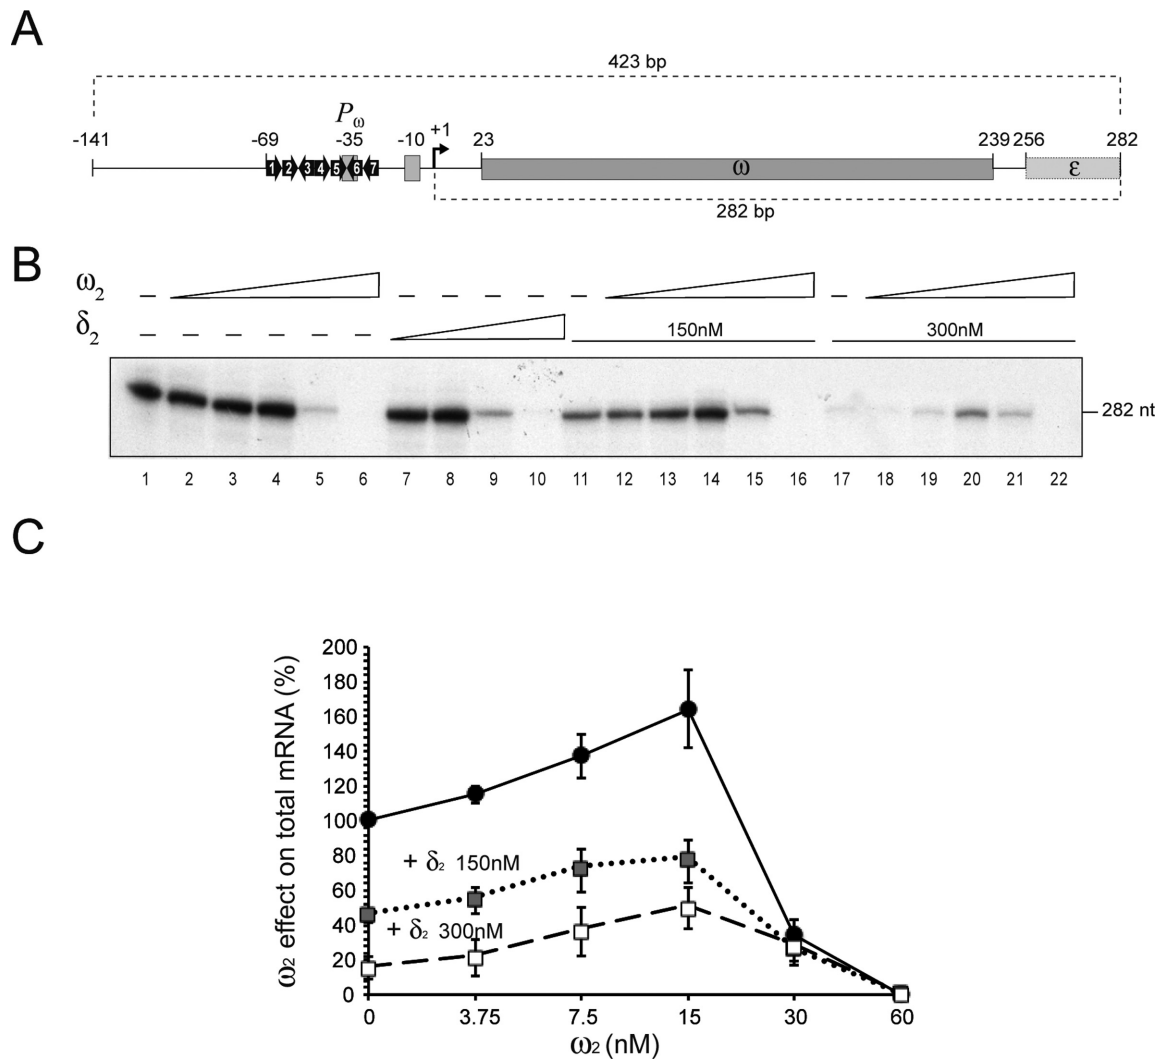 A
423 bp
Pω
-141 -69 -35 -10 +1 23 239 256 282
1 2 3 4 5 6 7 ω ε
282 bp
B
ω2
– –
– – – – –
δ2 – – – – – – 150nM 300nM
282 nt
1 2 3 4 5 6 7 8 9 10 11 12 13 14 15 16 17 18 19 20 21 22
C
ω2 effect on total mRNA (%)
200
180
160
140
120
100
80
60
40
20
0
+ δ2 150nM
+ δ2 300nM
0 3.75 7.5 15 30 60
ω2 (nM)